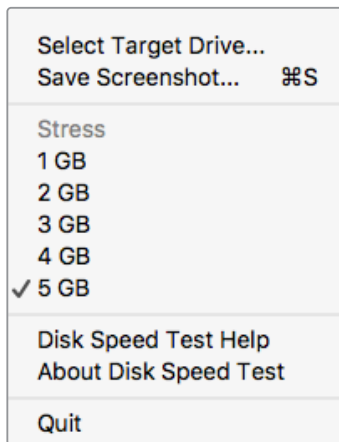 Select Target Drive...
Save Screenshot... ⌘S
Stress
1 GB
2 GB
3 GB
4 GB
✓ 5 GB
Disk Speed Test Help
About Disk Speed Test
Quit